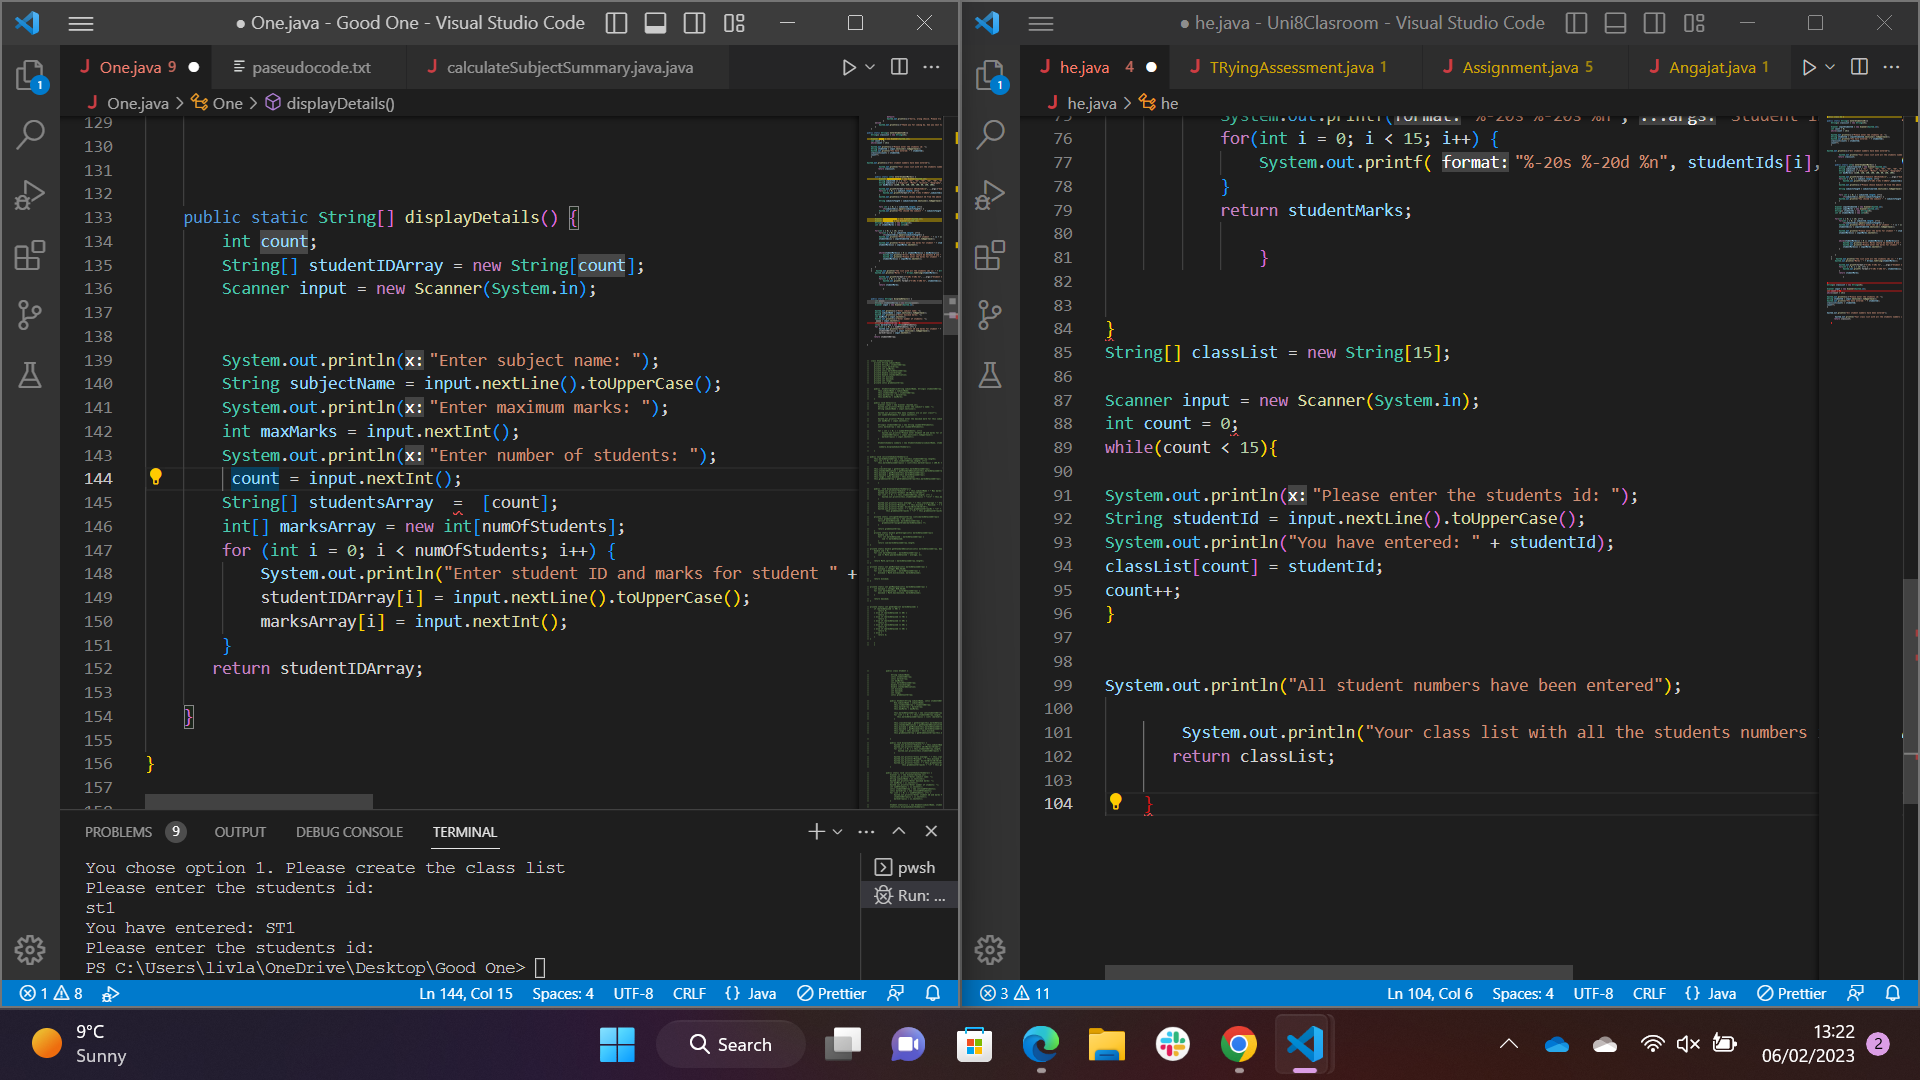 One.java - Good One - Visual Studio Code
One.java 9
paseudocode.txt
calculateSubjectSummary.java.java
One.java > One > displayDetails()
129
130
131
132
133 public static String[] displayDetails() {
134 int count;
135 String[] studentIDArray = new String[count];
136 Scanner input = new Scanner(System.in);
137
138
139 System.out.println(x: "Enter subject name: ");
140 String subjectName = input.nextLine().toUpperCase();
141 System.out.println(x: "Enter maximum marks: ");
142 int maxMarks = input.nextInt();
143 System.out.println(x: "Enter number of students: ");
144 count = input.nextInt();
145 String[] studentsArray = [count];
146 int[] marksArray = new int[numOfStudents];
147 for (int i = 0; i < numOfStudents; i++) {
148 System.out.println("Enter student ID and marks for student " +
149 studentIDArray[i] = input.nextLine().toUpperCase();
150 marksArray[i] = input.nextInt();
151 }
152 return studentIDArray;
153
154 }
155
156 }
157
PROBLEMS 9 OUTPUT DEBUG CONSOLE TERMINAL
You chose option 1. Please create the class list
Please enter the students id:
st1
You have entered: ST1
Please enter the students id:
PS C:\Users\livla\OneDrive\Desktop\Good One>
pwsh
Run: ...
1 8 Ln 144, Col 15 Spaces: 4 UTF-8 CRLF {} Java Prettier
he.java - Uni8Clasroom - Visual Studio Code
he.java 4
TRyingAssessment.java 1
Assignment.java 5
Angajat.java 1
he.java > he
75 System.out.printf(format: "%-20s %-20s %n", ...args: "Student
76 for(int i = 0; i < 15; i++) {
77 System.out.printf( format: "%-20s %-20d %n", studentIds[i],
78 }
79 return studentMarks;
80
81 }
82
83
84 }
85 String[] classList = new String[15];
86
87 Scanner input = new Scanner(System.in);
88 int count = 0;
89 while(count < 15){
90
91 System.out.println(x: "Please enter the students id: ");
92 String studentId = input.nextLine().toUpperCase();
93 System.out.println("You have entered: " + studentId);
94 classList[count] = studentId;
95 count++;
96 }
97
98
99 System.out.println("All student numbers have been entered");
100
101 System.out.println("Your class list with all the students numbers
102 return classList;
103
104 }
3 11 Ln 104, Col 6 Spaces: 4 UTF-8 CRLF {} Java Prettier
9°C
Sunny
Search
13:22
06/02/2023
2